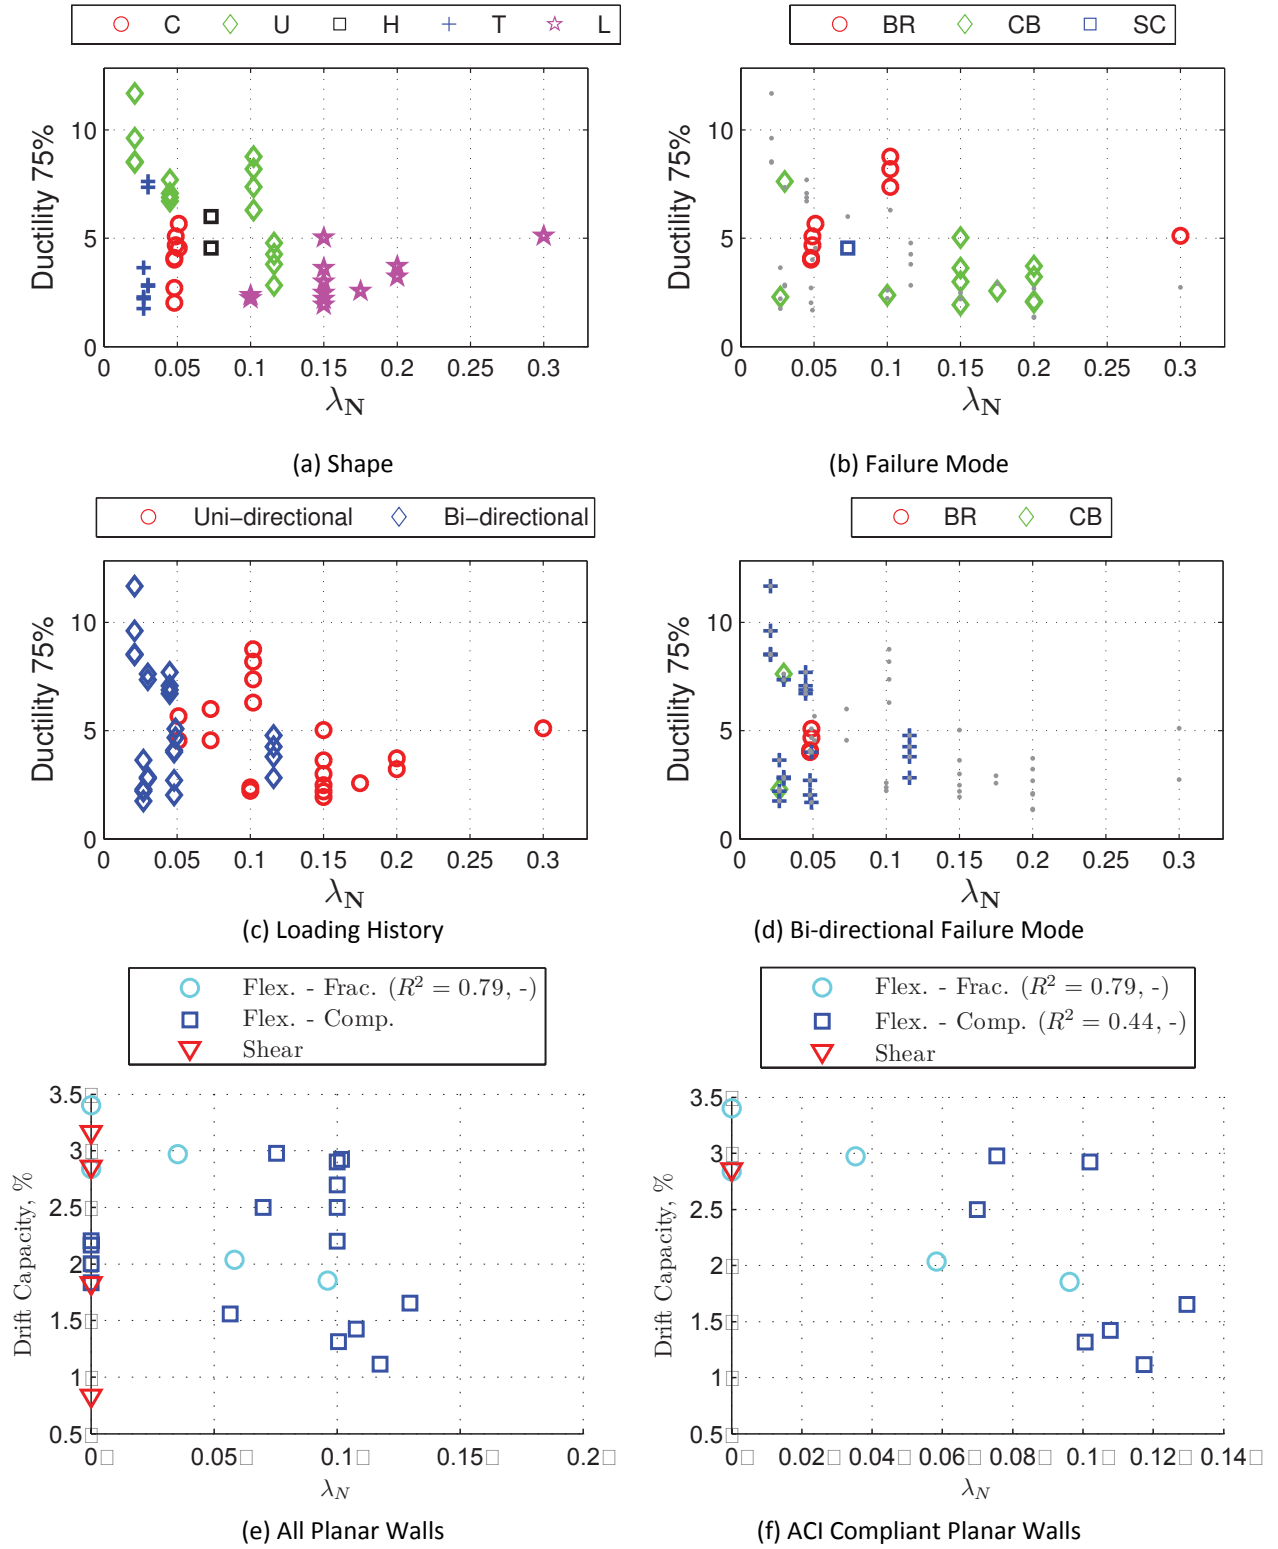 C U H T L
BR CB SC
Ductility 75%
10
5
0
0 0.05 0.1 0.15 0.2 0.25 0.3
λN
(a) Shape
Ductility 75%
10
5
0
0 0.05 0.1 0.15 0.2 0.25 0.3
λN
(b) Failure Mode
Uni-directional Bi-directional
BR CB
Ductility 75%
10
5
0
0 0.05 0.1 0.15 0.2 0.25 0.3
λN
(c) Loading History
Ductility 75%
10
5
0
0 0.05 0.1 0.15 0.2 0.25 0.3
λN
(d) Bi-directional Failure Mode
Flex. - Frac. (R² = 0.79, -)
Flex. - Comp.
Shear
Drift Capacity, %
3.5
3
2.5
2
1.5
1
0.5
0 0.05 0.1 0.15 0.2
λN
(e) All Planar Walls
Flex. - Frac. (R² = 0.79, -)
Flex. - Comp. (R² = 0.44, -)
Shear
Drift Capacity, %
3.5
3
2.5
2
1.5
1
0.5
0 0.02 0.04 0.06 0.08 0.1 0.12 0.14
λN
(f) ACI Compliant Planar Walls